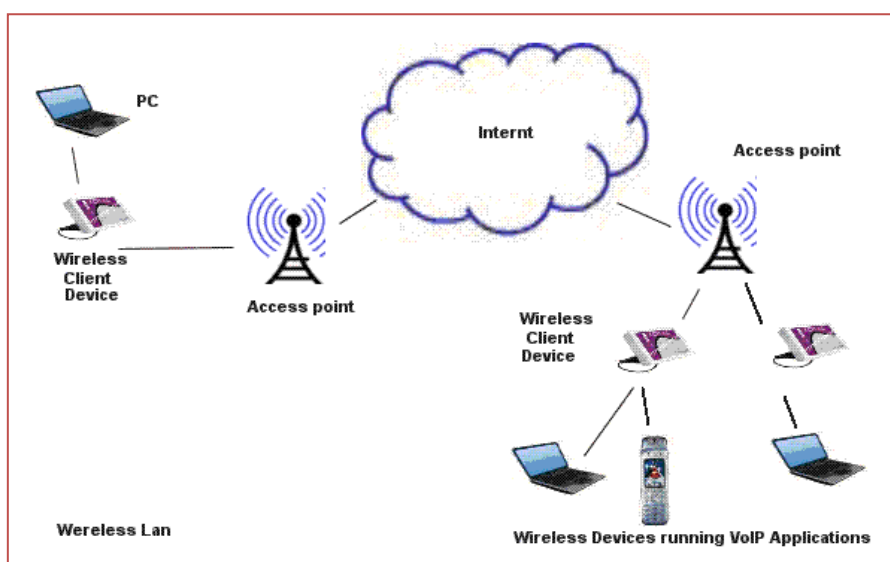 PC
Internt
Access point
Wireless
Client
Device
Access point
Wireless
Client
Device
Wereless Lan
Wireless Devices running VoIP Applications